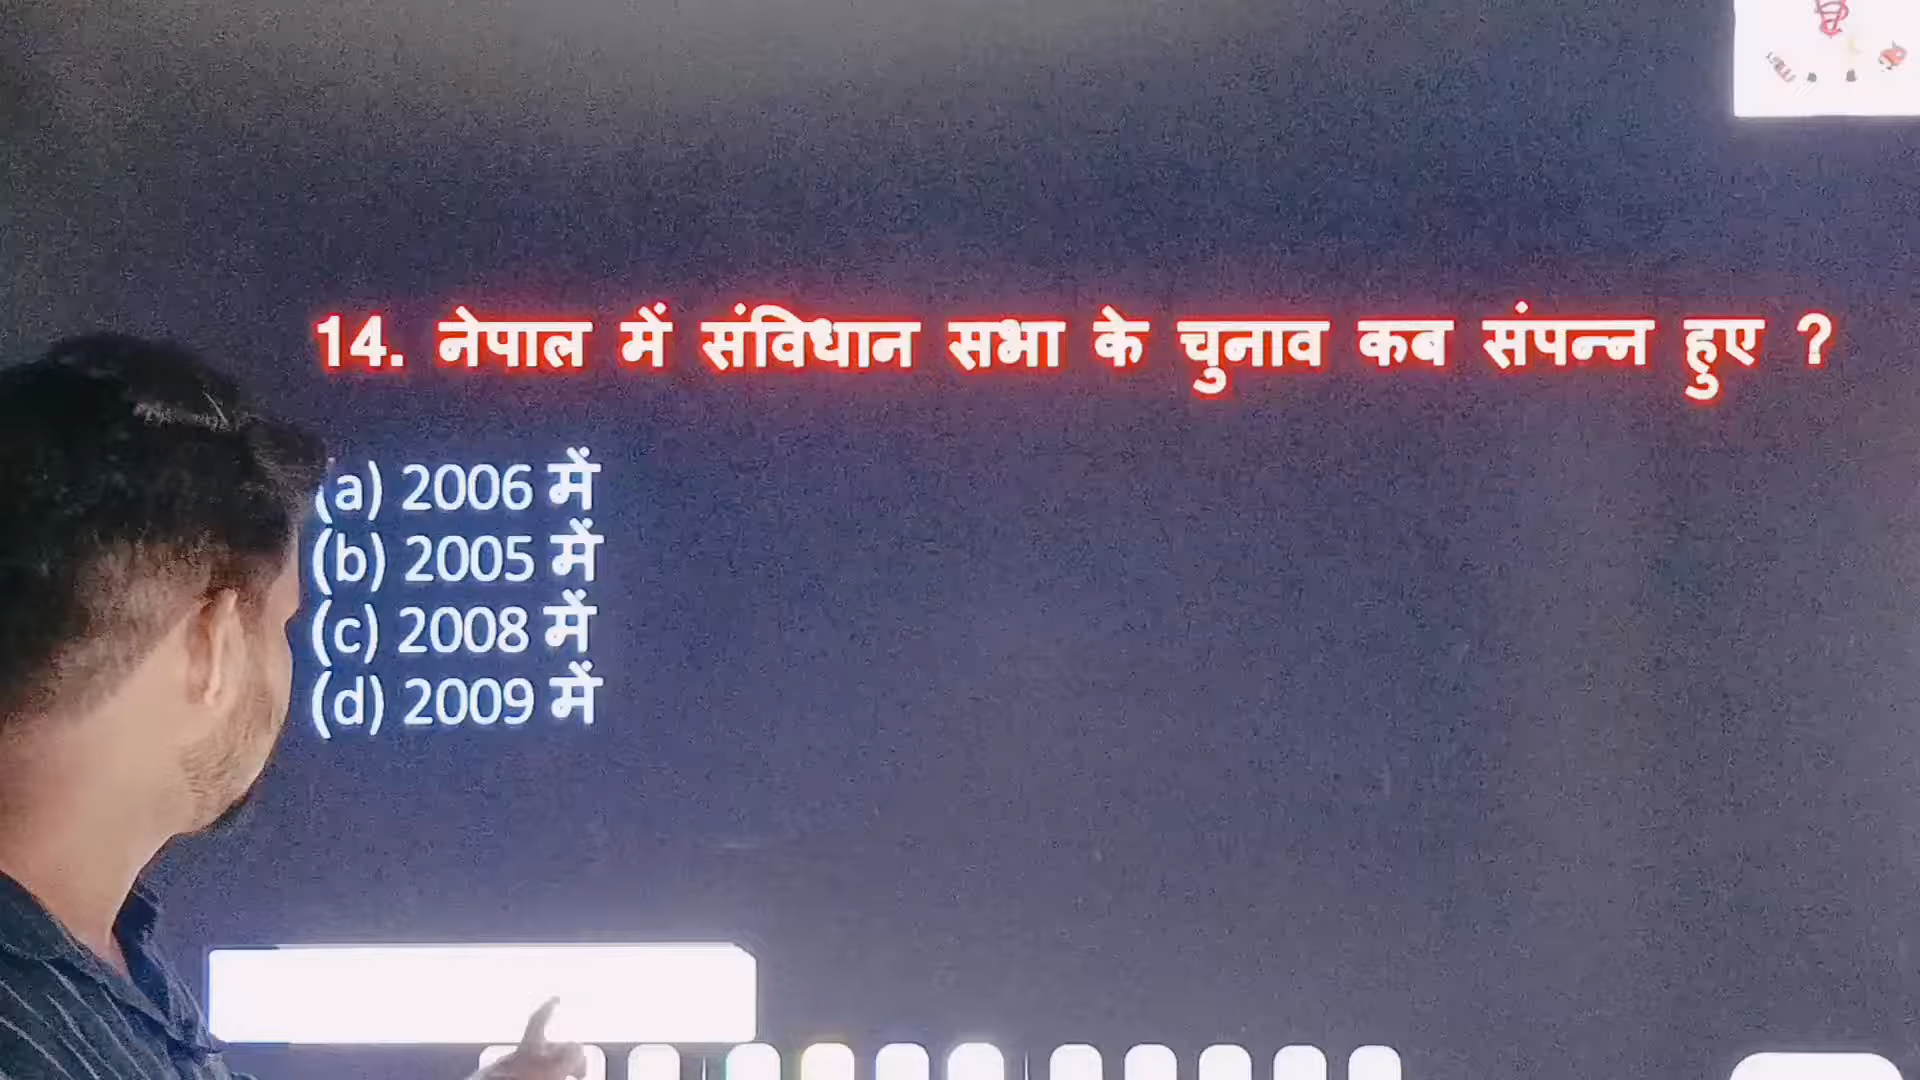 14. नेपाल में संविधान सभा के चुनाव कब संपन्न हुए ?
(a) 2006 में
(b) 2005 में
(c) 2008 में
(d) 2009 में